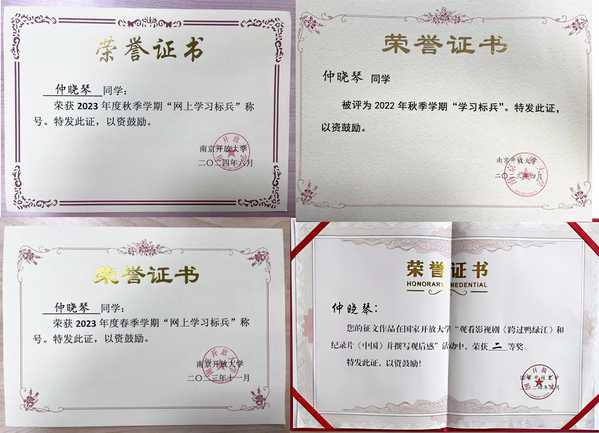 荣誉证书
仲晓琴 同学：
荣获2023年度秋季学期“网上学习标兵”称
号。特发此证，以资鼓励。
南京开放大学
二〇二四年六月
荣誉证书
仲晓琴 同学
被评为2022年秋季学期“学习标兵”。特发此证，
以资鼓励。
南京开放大学
荣誉证书
仲晓琴 同学：
荣获2023年度春季学期“网上学习标兵”称
号。特发此证，以资鼓励。
南京开放大学
二〇二三年十一月
荣誉证书
HONORARY CREDENTIAL
仲晓琴：
您的征文作品在国家开放大学“观看影视剧《跨过鸭绿江》和
纪录片《中国》并撰写观后感”活动中，荣获 二 等奖。
特发此证，以资鼓励！